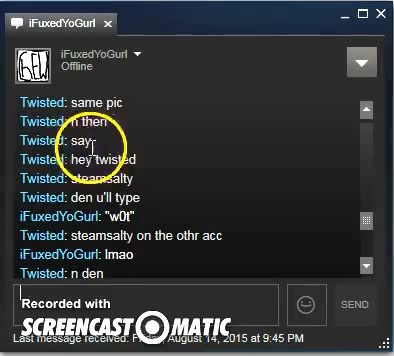 iFuxedYoGurl
iFuxedYoGurl
Offline
Twisted: same pic
Twisted: n then
Twisted: say
Twisted: hey twisted
Twisted: steamsalty
Twisted: den u'll type
iFuxedYoGurl: "w0t"
Twisted: steamsalty on the othr acc
iFuxedYoGurl: lmao
Twisted: n den
Recorded with
SEND
SCREENCAST MATIC
Last message received: Friday, August 14, 2015 at 9:45 PM